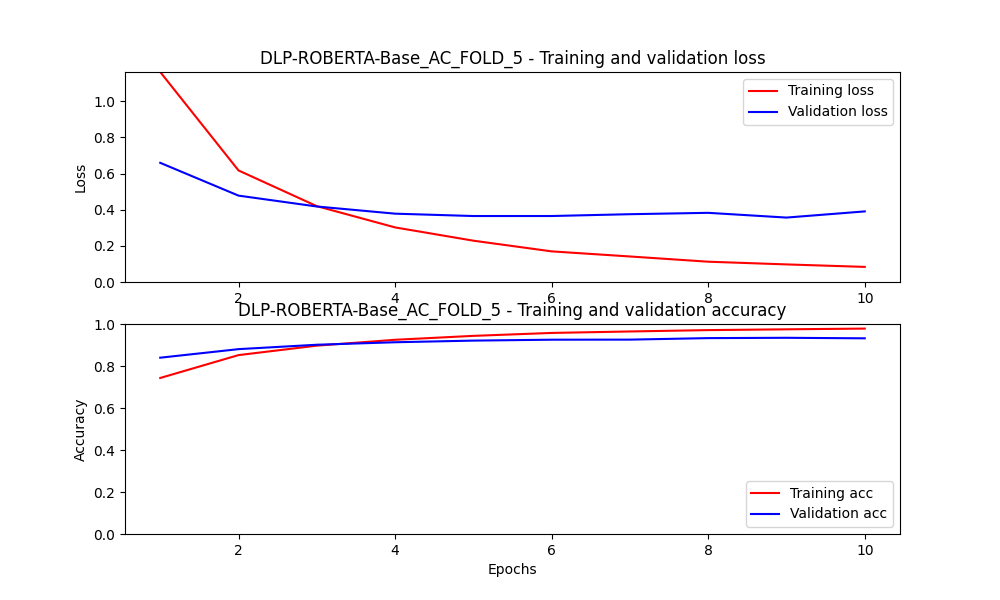 DLP-ROBERTA-Base_AC_FOLD_5 - Training and validation loss
Training loss
Validation loss
Loss
1.0
0.8
0.6
0.4
0.2
0.0
2
4
6
8
10
DLP-ROBERTA-Base_AC_FOLD_5 - Training and validation accuracy
Accuracy
1.0
0.8
0.6
0.4
0.2
0.0
Training acc
Validation acc
2
4
6
8
10
Epochs